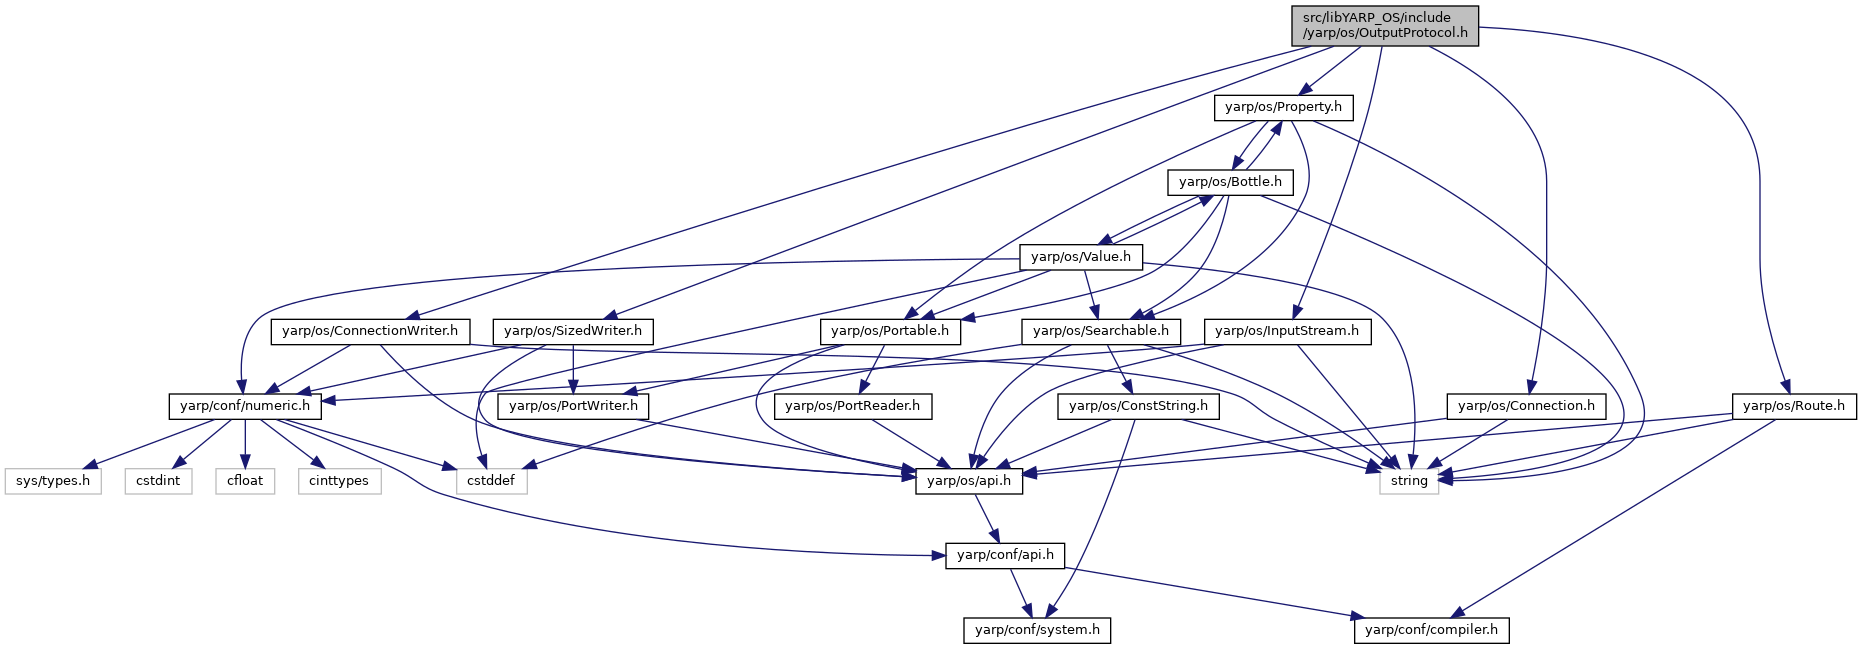 src/libYARP_OS/include
/yarp/os/OutputProtocol.h
yarp/os/Property.h
yarp/os/Bottle.h
yarp/os/Value.h
yarp/os/ConnectionWriter.h
yarp/os/SizedWriter.h
yarp/os/Portable.h
yarp/os/Searchable.h
yarp/os/InputStream.h
yarp/conf/numeric.h
yarp/os/PortWriter.h
yarp/os/PortReader.h
yarp/os/ConstString.h
yarp/os/Connection.h
yarp/os/Route.h
sys/types.h
cstdint
cfloat
cinttypes
cstddef
yarp/os/api.h
string
yarp/conf/api.h
yarp/conf/system.h
yarp/conf/compiler.h